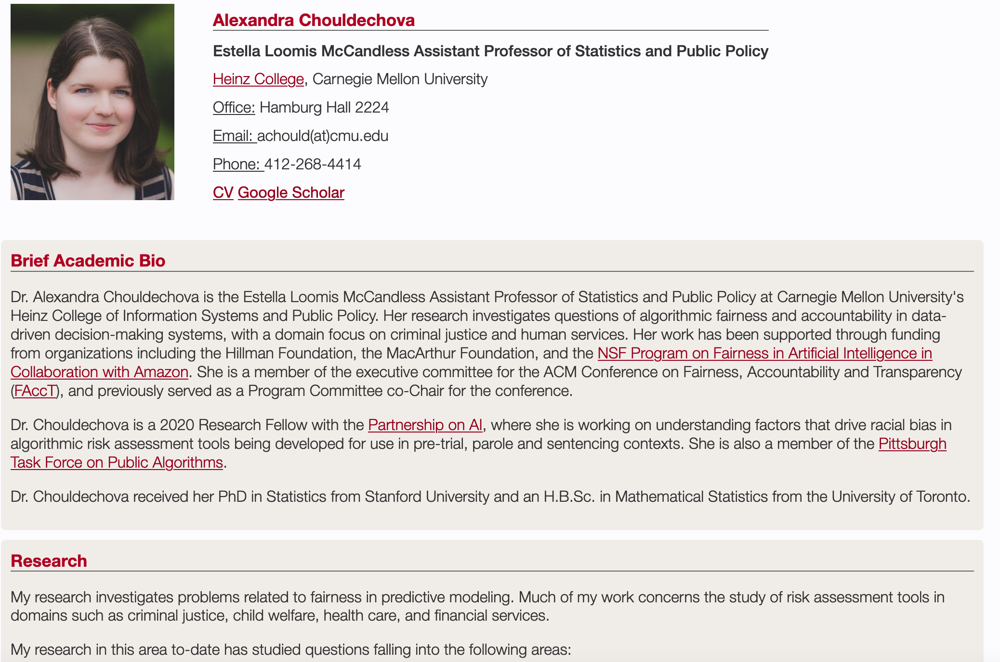 Alexandra Chouldechova
Estella Loomis McCandless Assistant Professor of Statistics and Public Policy
Heinz College, Carnegie Mellon University
Office: Hamburg Hall 2224
Email: achould(at)cmu.edu
Phone: 412-268-4414
CV Google Scholar
Brief Academic Bio
Dr. Alexandra Chouldechova is the Estella Loomis McCandless Assistant Professor of Statistics and Public Policy at Carnegie Mellon University's
Heinz College of Information Systems and Public Policy. Her research investigates questions of algorithmic fairness and accountability in data-
driven decision-making systems, with a domain focus on criminal justice and human services. Her work has been supported through funding
from organizations including the Hillman Foundation, the MacArthur Foundation, and the NSF Program on Fairness in Artificial Intelligence in
Collaboration with Amazon. She is a member of the executive committee for the ACM Conference on Fairness, Accountability and Transparency
(FAccT), and previously served as a Program Committee co-Chair for the conference.
Dr. Chouldechova is a 2020 Research Fellow with the Partnership on AI, where she is working on understanding factors that drive racial bias in
algorithmic risk assessment tools being developed for use in pre-trial, parole and sentencing contexts. She is also a member of the Pittsburgh
Task Force on Public Algorithms.
Dr. Chouldechova received her PhD in Statistics from Stanford University and an H.B.Sc. in Mathematical Statistics from the University of Toronto.
Research
My research investigates problems related to fairness in predictive modeling. Much of my work concerns the study of risk assessment tools in
domains such as criminal justice, child welfare, health care, and financial services.
My research in this area to-date has studied questions falling into the following areas: